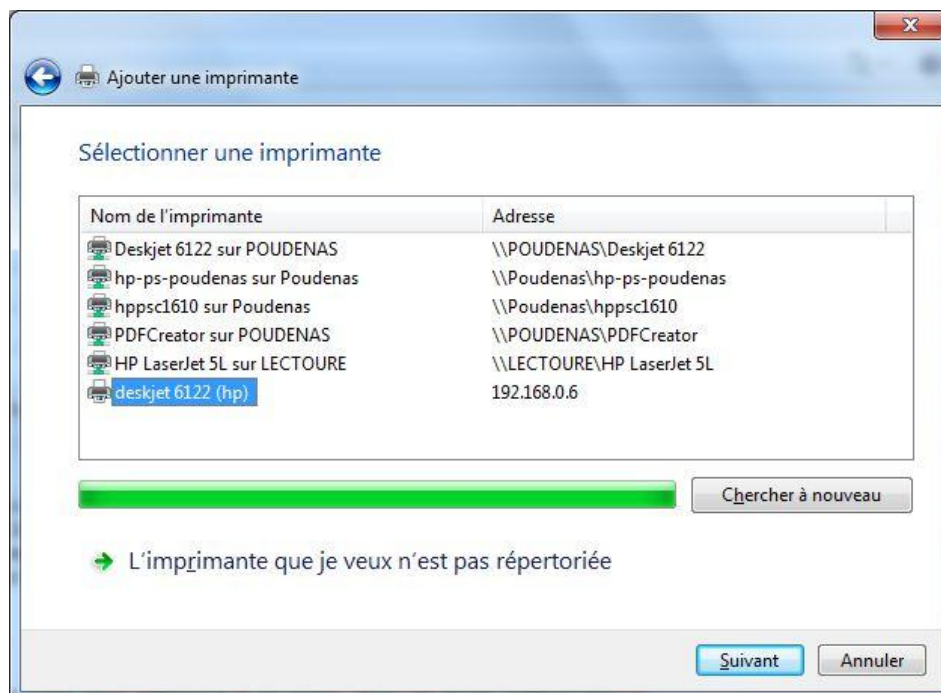 Ajouter une imprimante
Sélectionner une imprimante
Nom de l'imprimante Adresse
Deskjet 6122 sur POUDENAS \\POUDENAS\Deskjet 6122
hp-ps-poudenas sur Poudenas \\Poudenas\hp-ps-poudenas
hppsc1610 sur Poudenas \\Poudenas\hppsc1610
PDFCreator sur POUDENAS \\POUDENAS\PDFCreator
HP LaserJet 5L sur LECTOURE \\LECTOURE\HP LaserJet 5L
deskjet 6122 (hp) 192.168.0.6
Chercher à nouveau
L'imprimante que je veux n'est pas répertoriée
Suivant Annuler